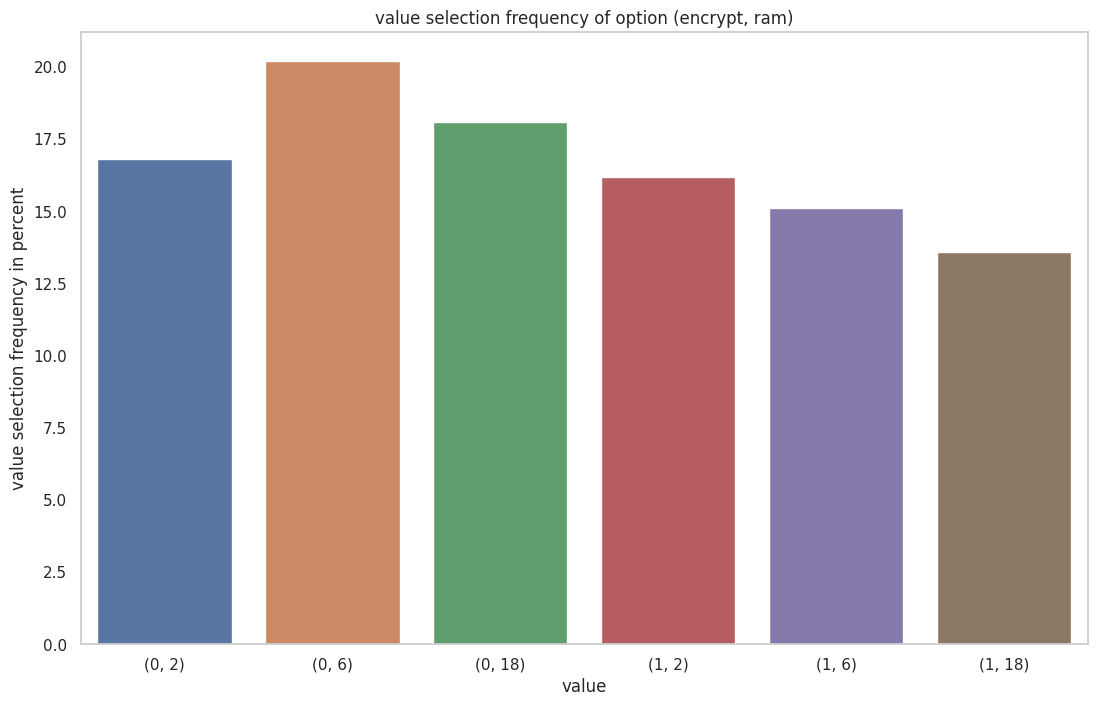 value selection frequency of option (encrypt, ram)
value selection frequency in percent
20.0
17.5
15.0
12.5
10.0
7.5
5.0
2.5
0.0
(0, 2) (0, 6) (0, 18) (1, 2) (1, 6) (1, 18)
value